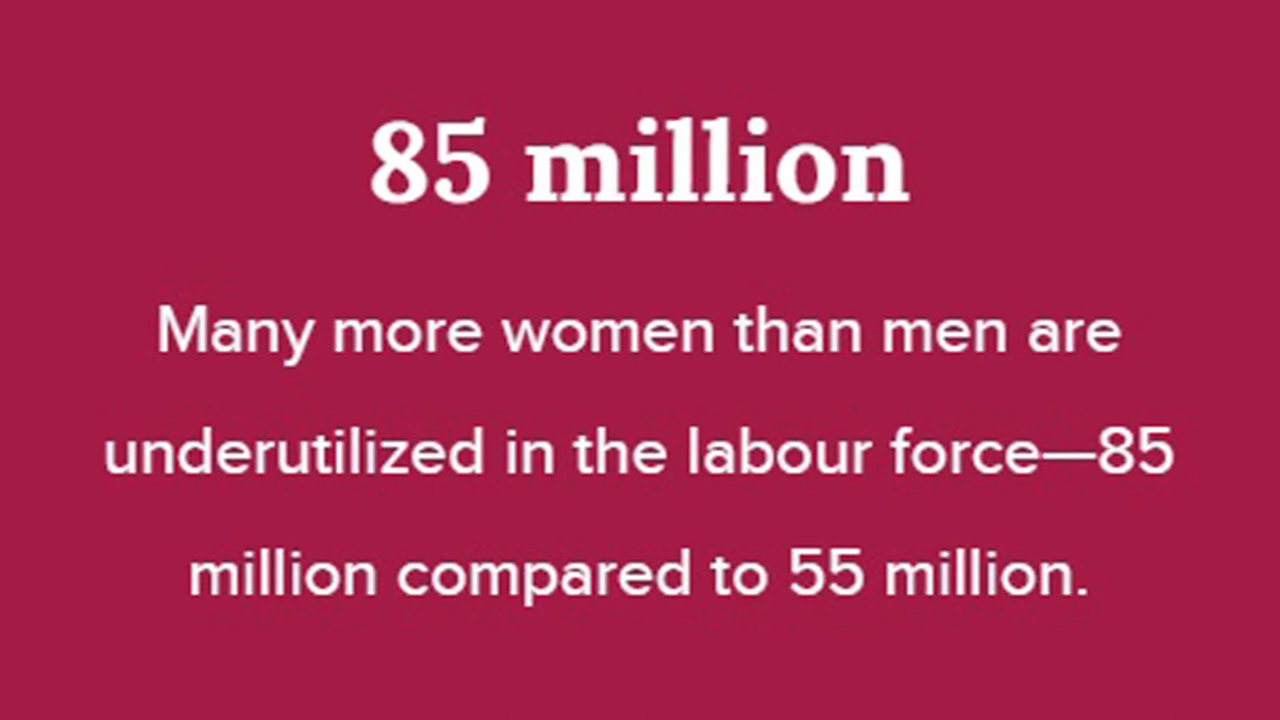 85 million
Many more women than men are
underutilized in the labour force—85
million compared to 55 million.